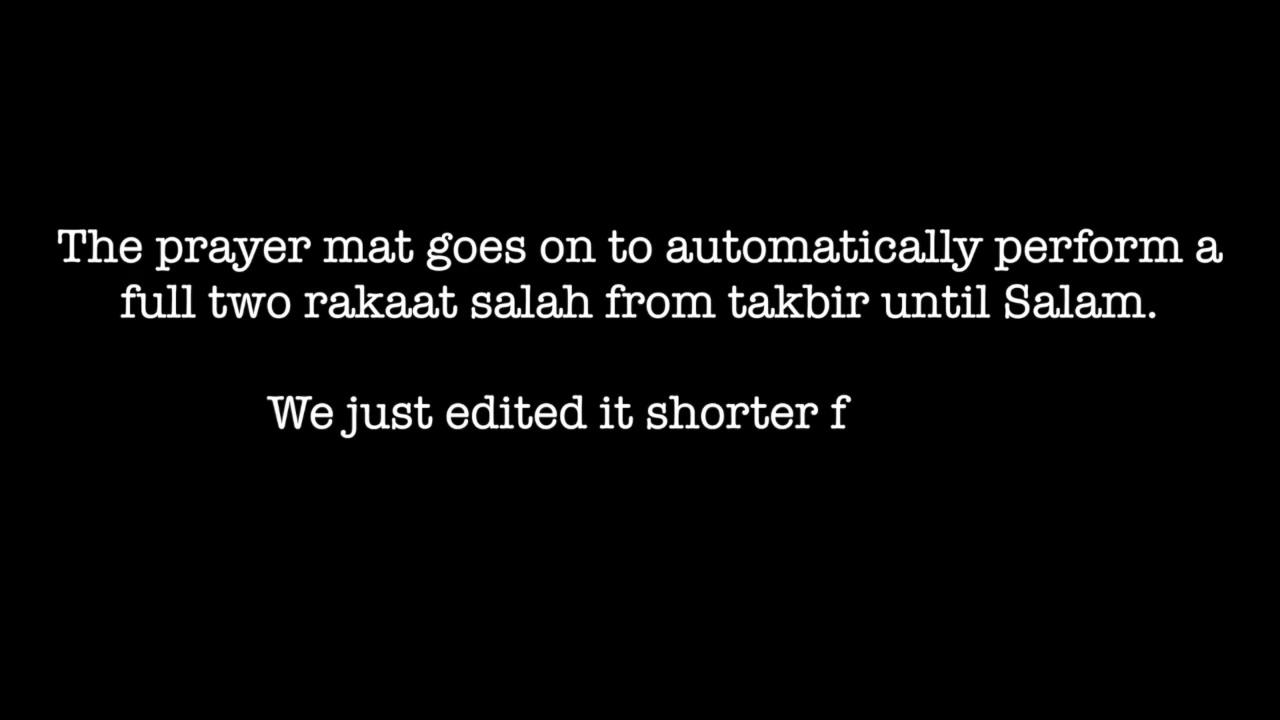 The prayer mat goes on to automatically perform a
full two rakaat salah from takbir until Salam.
We just edited it shorter f